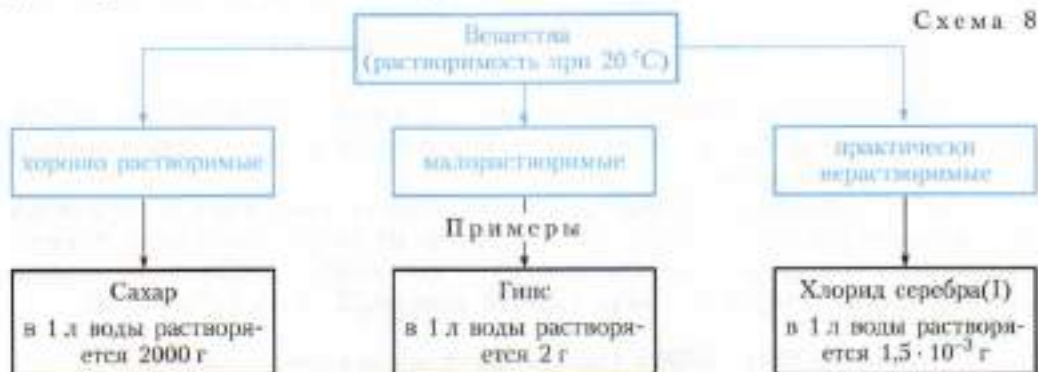 Схема 8
Вещества
(растворимость при 20 °С)
хорошо растворимые
малорастворимые
практически
нерастворимые
Примеры
Сахар
в 1 л воды растворя-
ется 2000 г
Гипс
в 1 л воды растворя-
ется 2 г
Хлорид серебра(I)
в 1 л воды растворя-
ется 1,5 · 10⁻³ г